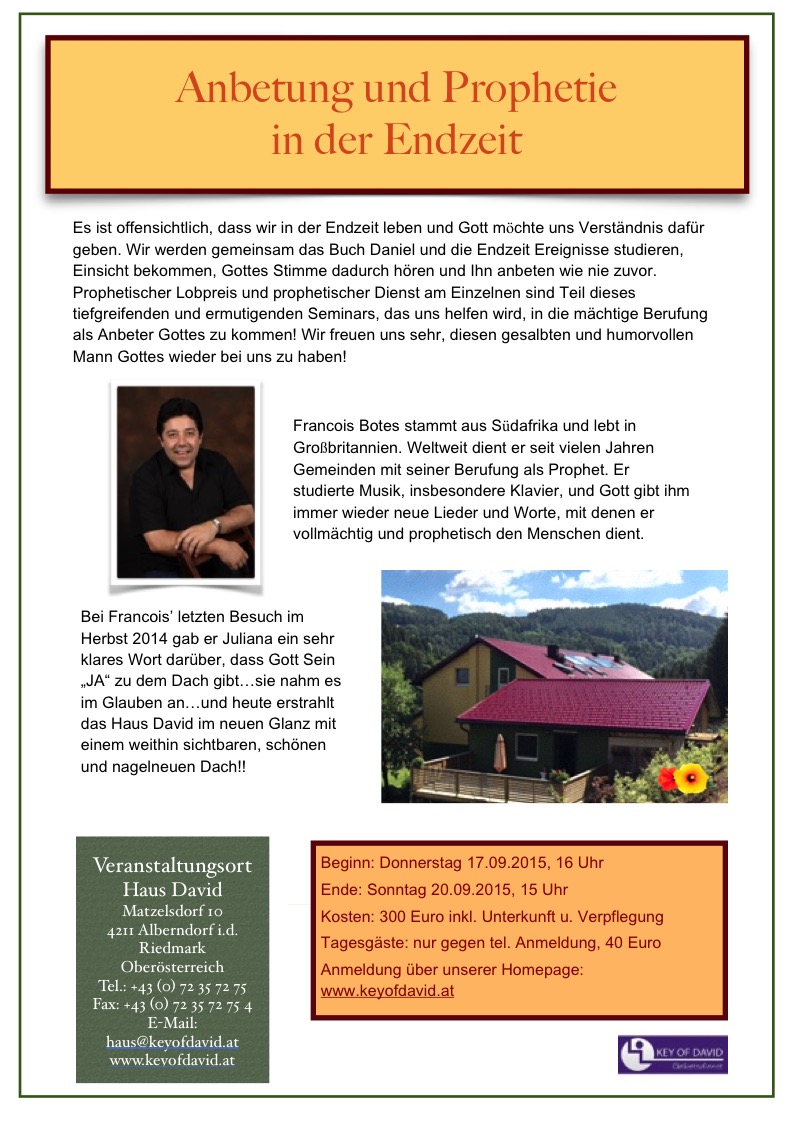 Anbetung und Prophetie
in der Endzeit
Es ist offensichtlich, dass wir in der Endzeit leben und Gott möchte uns Verständnis dafür
geben. Wir werden gemeinsam das Buch Daniel und die Endzeit Ereignisse studieren,
Einsicht bekommen, Gottes Stimme dadurch hören und Ihn anbeten wie nie zuvor.
Prophetischer Lobpreis und prophetischer Dienst am Einzelnen sind Teil dieses
tiefgreifenden und ermutigenden Seminars, das uns helfen wird, in die mächtige Berufung
als Anbeter Gottes zu kommen! Wir freuen uns sehr, diesen gesalbten und humorvollen
Mann Gottes wieder bei uns zu haben!
Francois Botes stammt aus Südafrika und lebt in
Großbritannien. Weltweit dient er seit vielen Jahren
Gemeinden mit seiner Berufung als Prophet. Er
studierte Musik, insbesondere Klavier, und Gott gibt ihm
immer wieder neue Lieder und Worte, mit denen er
vollmächtig und prophetisch den Menschen dient.
Bei Francois’ letzten Besuch im
Herbst 2014 gab er Juliana ein sehr
klares Wort darüber, dass Gott Sein
„JA“ zu dem Dach gibt…sie nahm es
im Glauben an…und heute erstrahlt
das Haus David im neuen Glanz mit
einem weithin sichtbaren, schönen
und nagelneuen Dach!!
Veranstaltungsort
Haus David
Matzelsdorf 10
4211 Alberndorf i.d.
Riedmark
Oberösterreich
Tel.: +43 (0) 72 35 72 75
Fax: +43 (0) 72 35 72 75 4
E-Mail:
haus@keyofdavid.at
www.keyofdavid.at
Beginn: Donnerstag 17.09.2015, 16 Uhr
Ende: Sonntag 20.09.2015, 15 Uhr
Kosten: 300 Euro inkl. Unterkunft u. Verpflegung
Tagesgäste: nur gegen tel. Anmeldung, 40 Euro
Anmeldung über unserer Homepage:
www.keyofdavid.at
KEY OF DAVID
Gebetsdienst